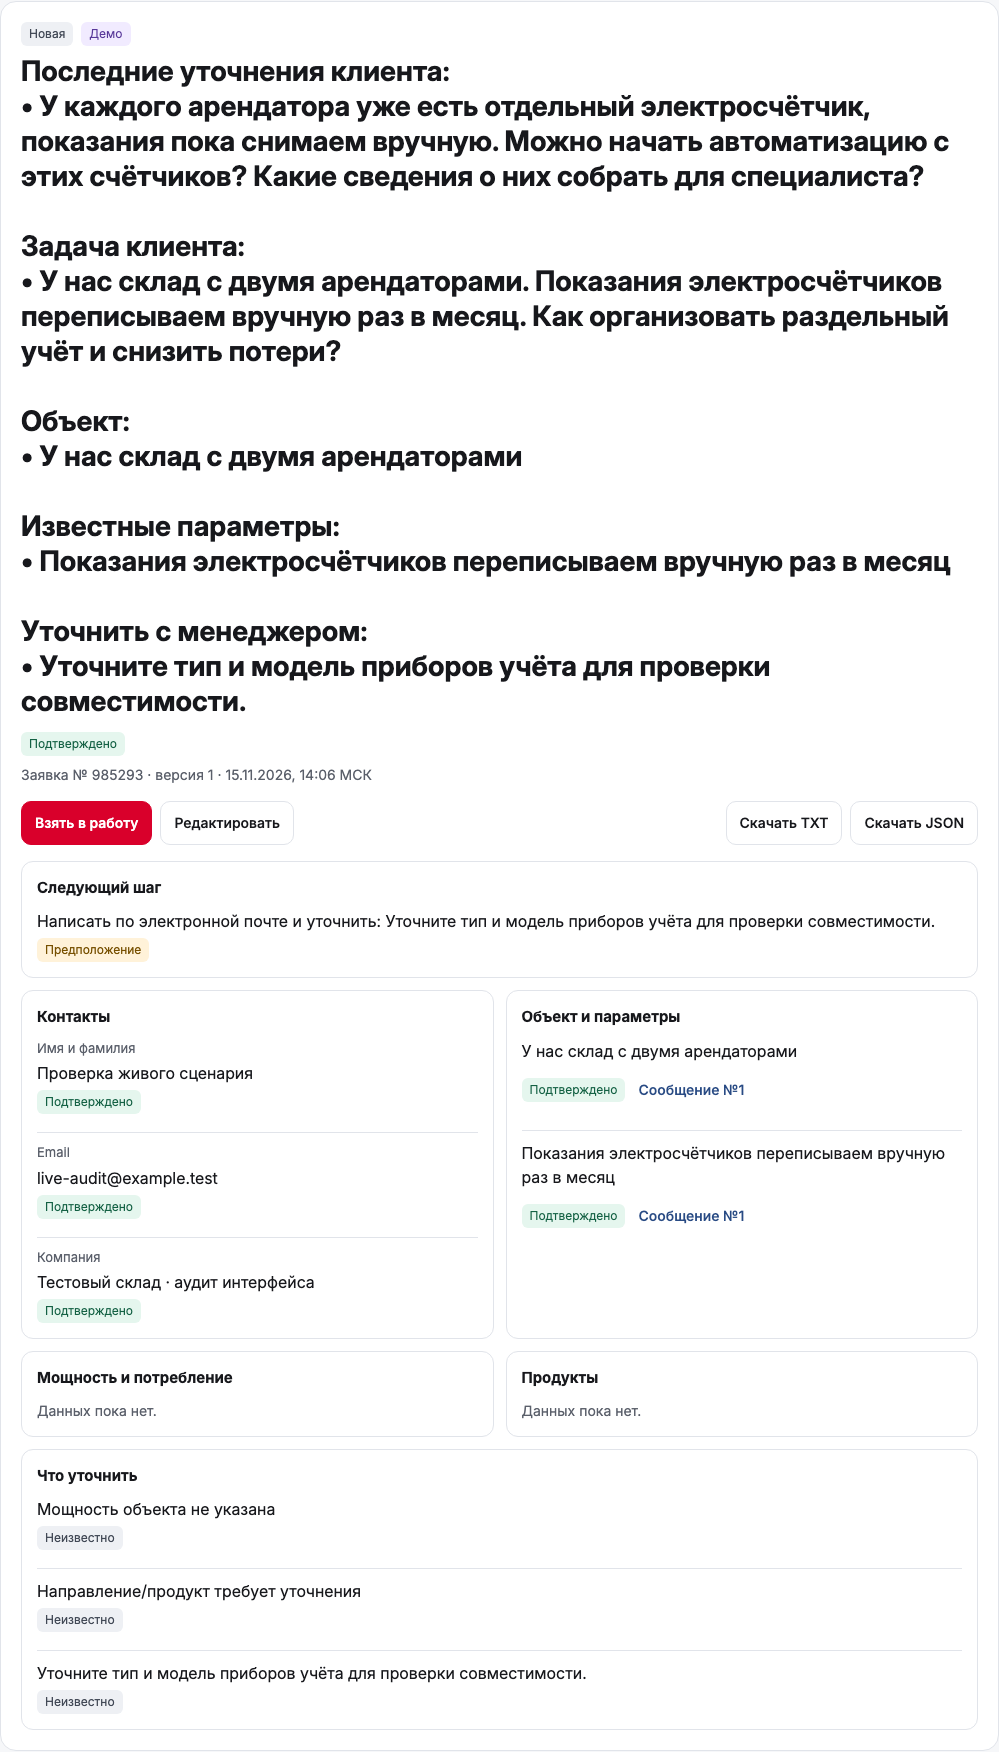 Новая Демо
Последние уточнения клиента:
• У каждого арендатора уже есть отдельный электросчётчик,
показания пока снимаем вручную. Можно начать автоматизацию с
этих счётчиков? Какие сведения о них собрать для специалиста?
Задача клиента:
• У нас склад с двумя арендаторами. Показания электросчётчиков
переписываем вручную раз в месяц. Как организовать раздельный
учёт и снизить потери?
Объект:
• У нас склад с двумя арендаторами
Известные параметры:
• Показания электросчётчиков переписываем вручную раз в месяц
Уточнить с менеджером:
• Уточните тип и модель приборов учёта для проверки
совместимости.
Подтверждено
Заявка № 985293 · версия 1 · 15.11.2026, 14:06 МСК
Взять в работу Редактировать Скачать TXT Скачать JSON
Следующий шаг
Написать по электронной почте и уточнить: Уточните тип и модель приборов учёта для проверки совместимости.
Предположение
Контакты
Имя и фамилия
Проверка живого сценария
Подтверждено
Email
live-audit@example.test
Подтверждено
Компания
Тестовый склад · аудит интерфейса
Подтверждено
Объект и параметры
У нас склад с двумя арендаторами
Подтверждено Сообщение №1
Показания электросчётчиков переписываем вручную
раз в месяц
Подтверждено Сообщение №1
Мощность и потребление
Данных пока нет.
Продукты
Данных пока нет.
Что уточнить
Мощность объекта не указана
Неизвестно
Направление/продукт требует уточнения
Неизвестно
Уточните тип и модель приборов учёта для проверки совместимости.
Неизвестно